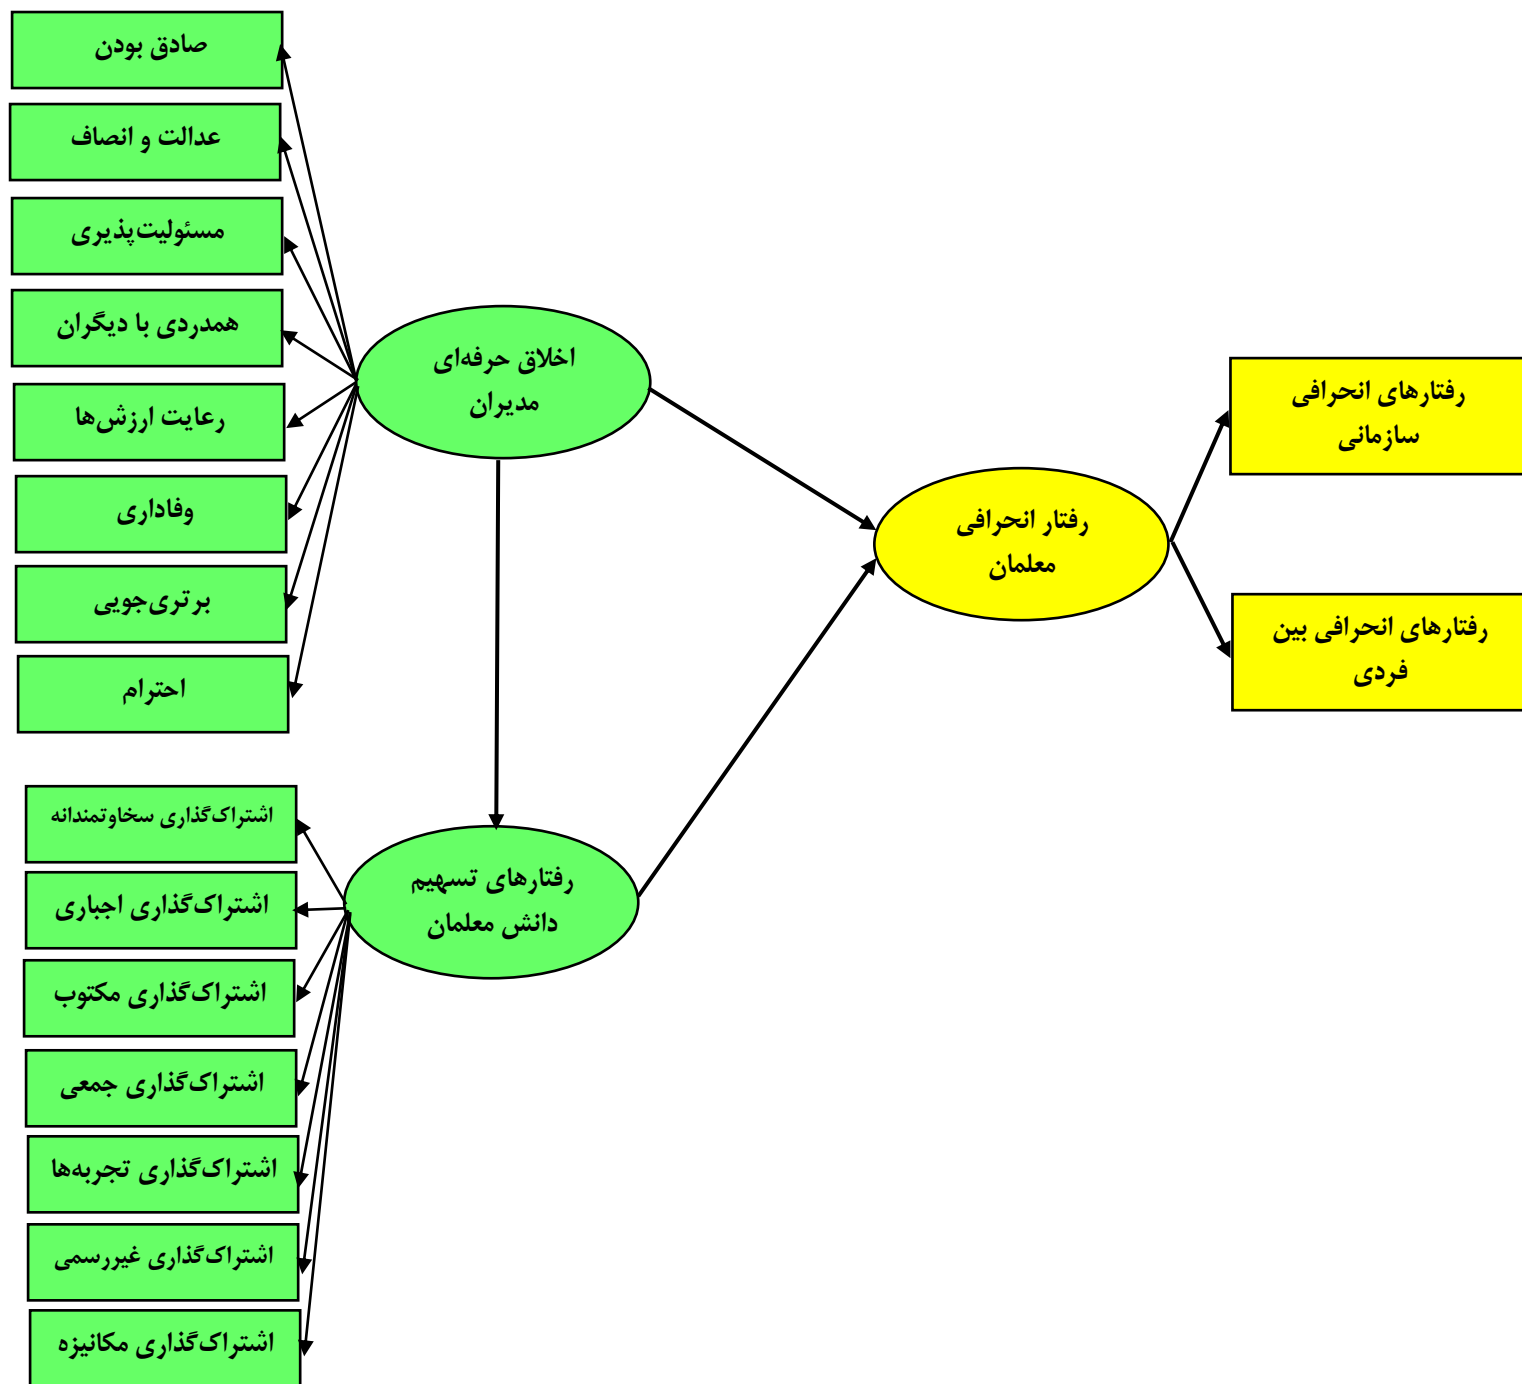 صادق بودن
عدالت و انصاف
مسئولیت‌پذیری
همدردی با دیگران
رعایت ارزش‌ها
وفاداری
برتری‌جویی
احترام
اخلاق حرفه‌ای
مدیران
رفتار انحرافی
معلمان
رفتارهای انحرافی
سازمانی
رفتارهای انحرافی بین
فردی
رفتارهای تسهیم
دانش معلمان
اشتراک‌گذاری سخاوتمندانه
اشتراک‌گذاری اجباری
اشتراک‌گذاری مکتوب
اشتراک‌گذاری جمعی
اشتراک‌گذاری تجربه‌ها
اشتراک‌گذاری غیررسمی
اشتراک‌گذاری مکانیزه